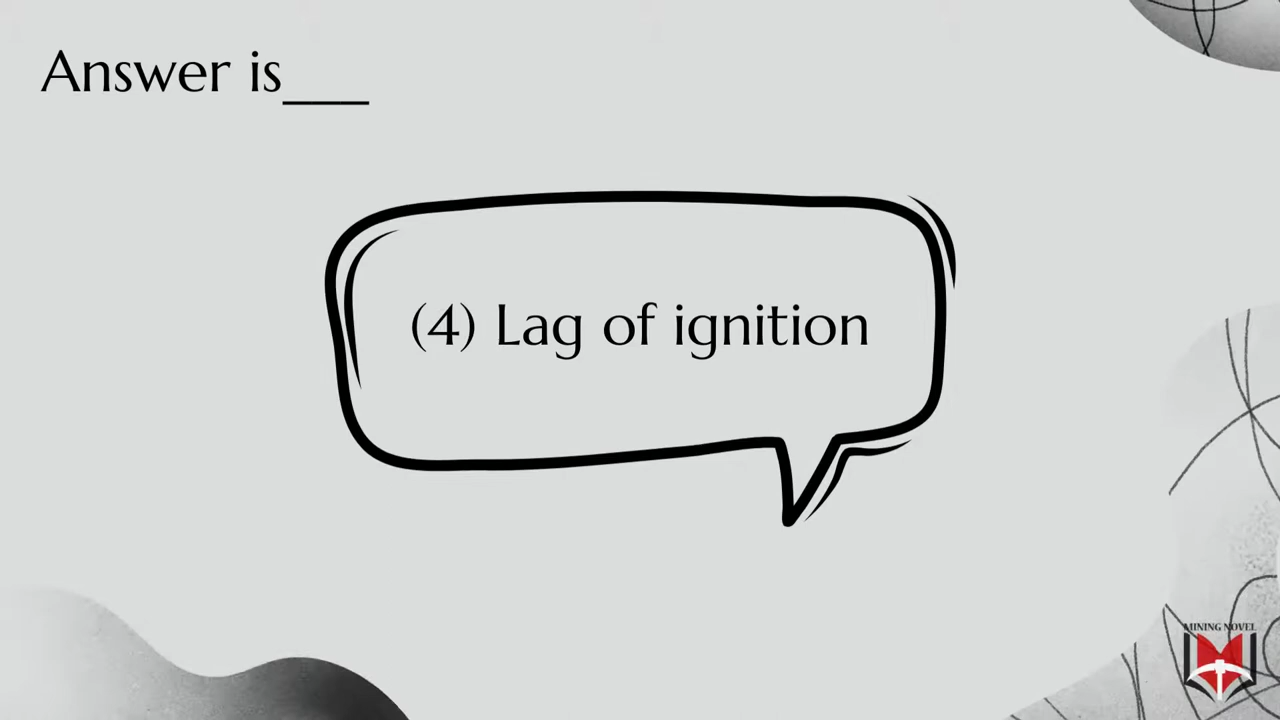 Answer is___
(4) Lag of ignition
MINING NOVEL